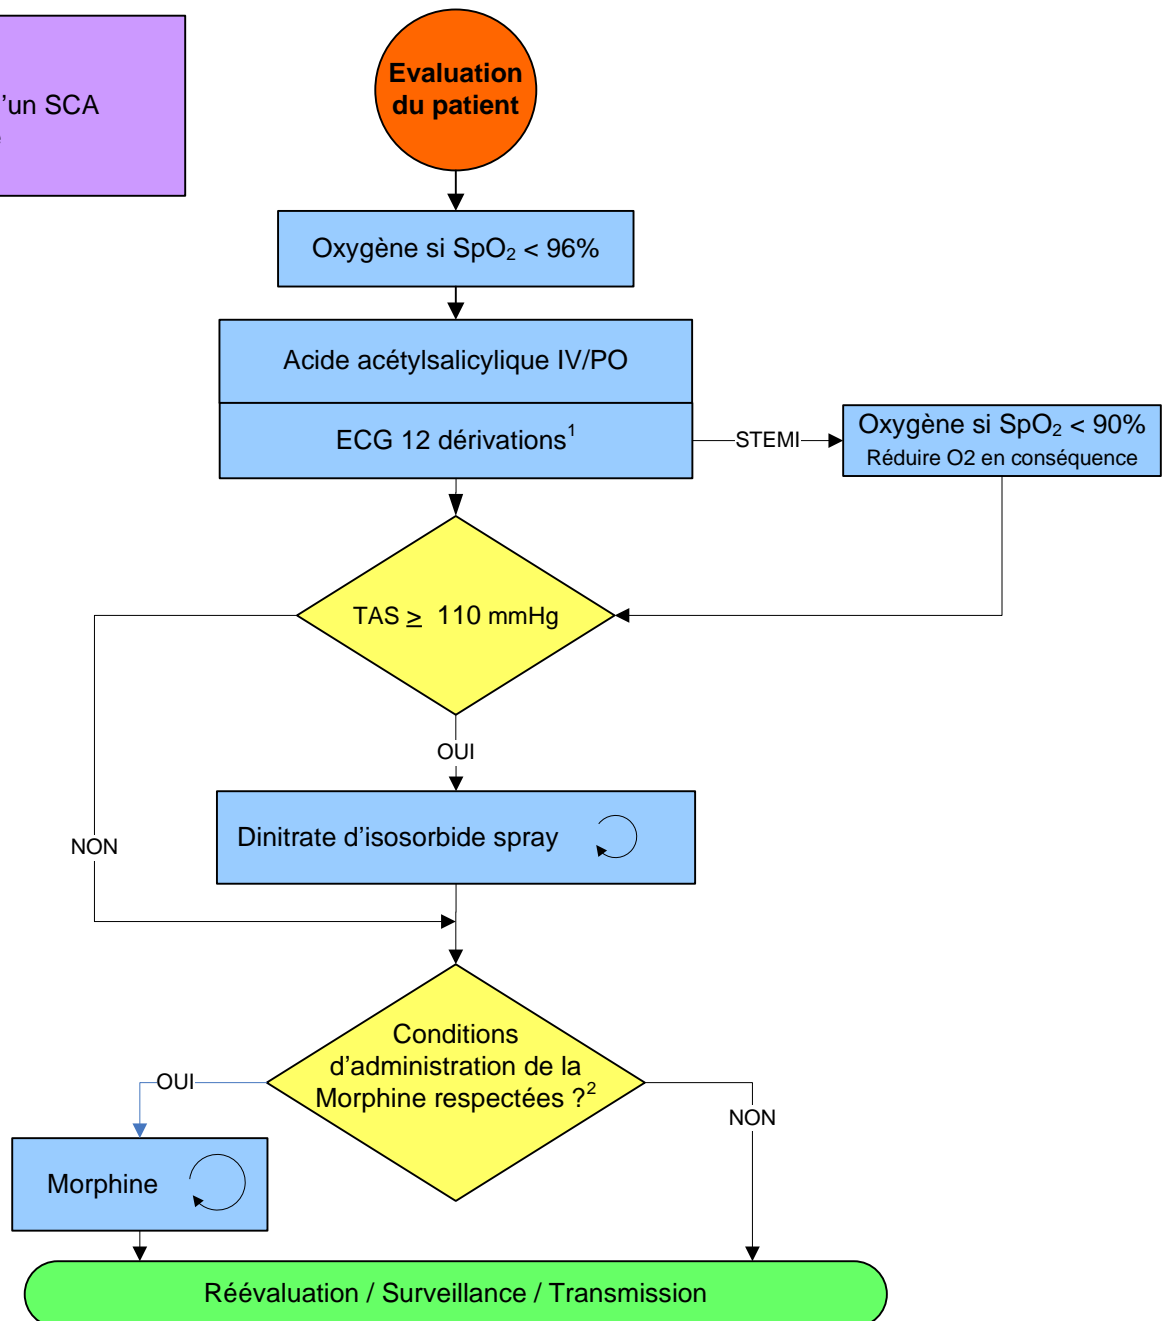 'un SCA
Evaluation
du patient
Oxygène si SpO₂ < 96%
Acide acétylsalicylique IV/PO
ECG 12 dérivations¹
STEMI
Oxygène si SpO₂ < 90%
Réduire O2 en conséquence
TAS ≥ 110 mmHg
OUI
NON
Dinitrate d'isosorbide spray
Conditions
d'administration de la
Morphine respectées ?²
OUI
NON
Morphine
Réévaluation / Surveillance / Transmission